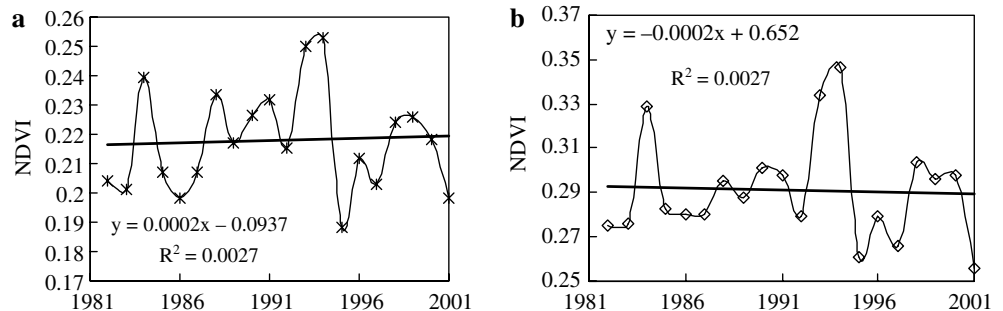 a
0.26
0.25
0.24
0.23
0.22
0.21
0.2
0.19
0.18
0.17
NDVI
y = 0.0002x – 0.0937
R² = 0.0027
1981 1986 1991 1996 2001
b
0.37
0.35
0.33
0.31
0.29
0.27
0.25
NDVI
y = –0.0002x + 0.652
R² = 0.0027
1981 1986 1991 1996 2001